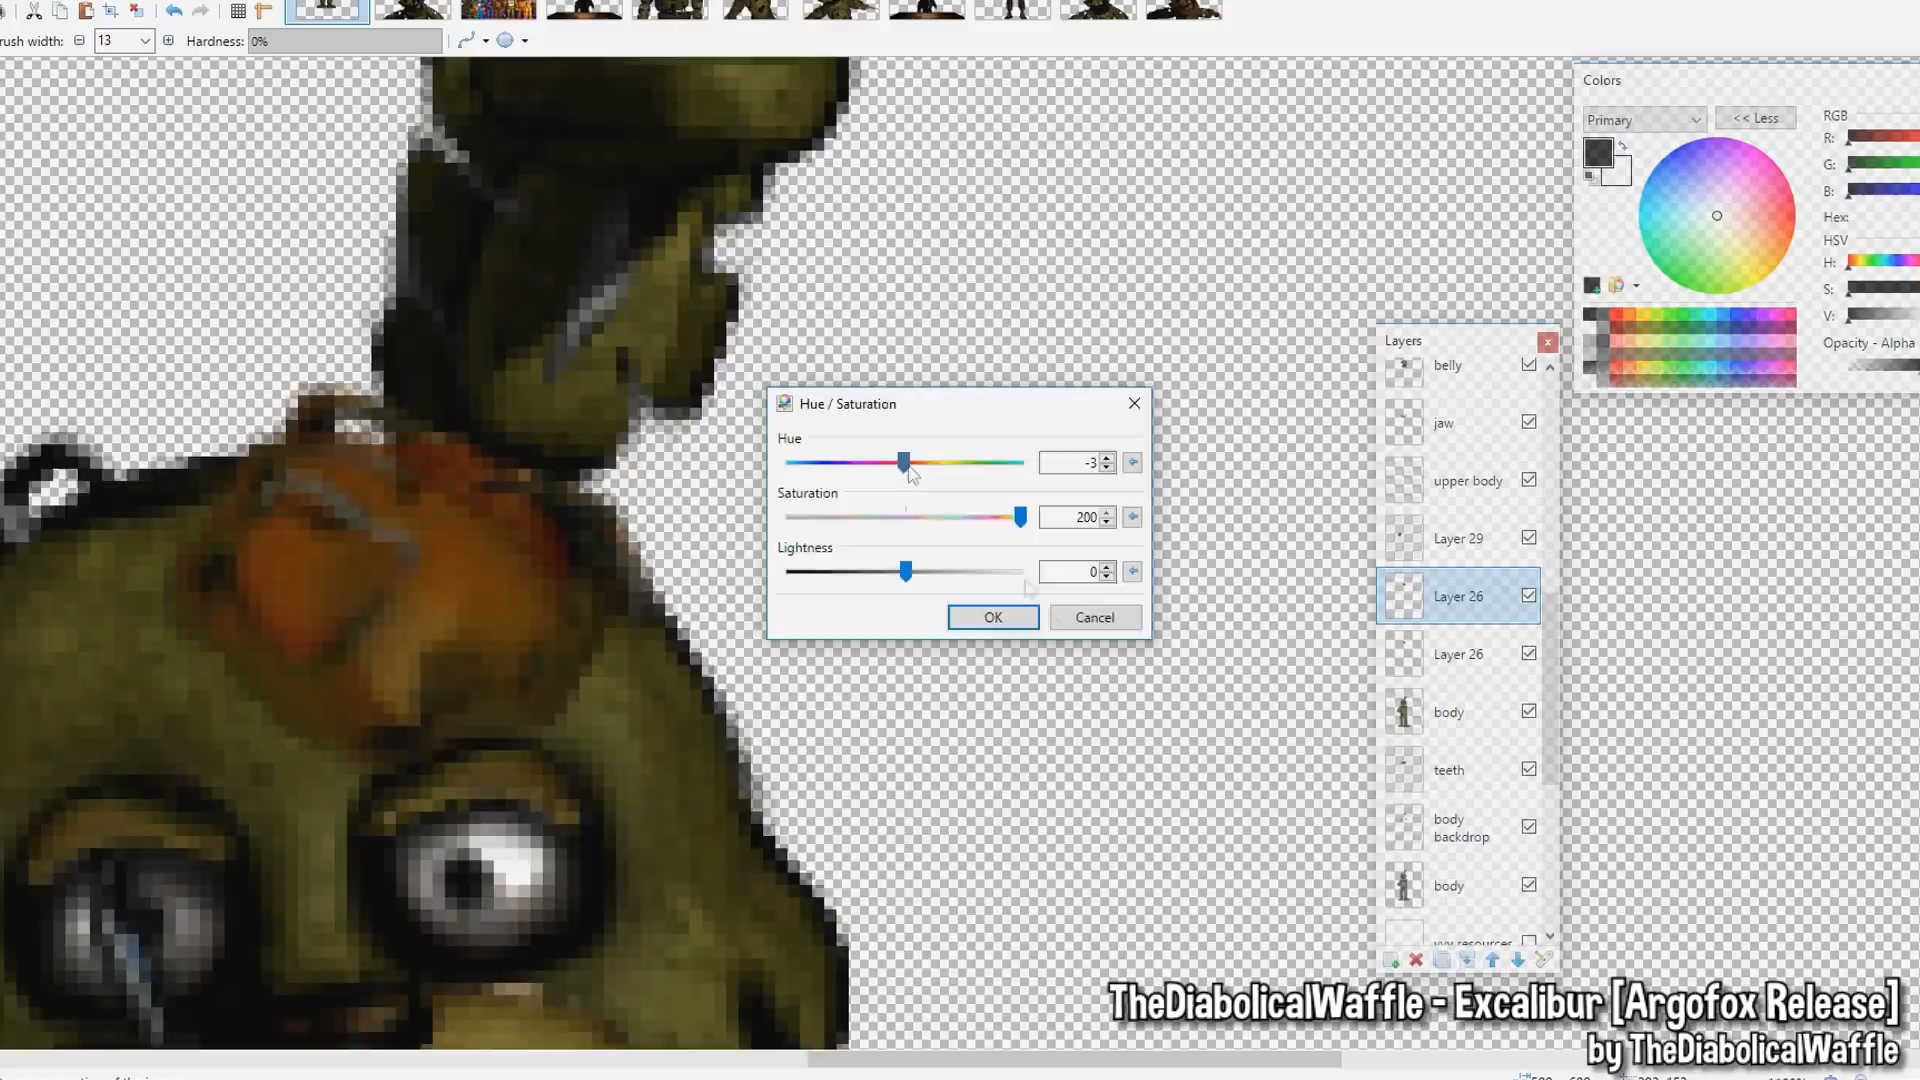 rush width:
13
Hardness:
0%
Colors
Primary
<< Less
RGB
R:
G:
B:
Hex:
HSV
H:
S:
V:
Opacity - Alpha
Layers
belly
jaw
upper body
Layer 29
Layer 26
Layer 26
body
teeth
body
backdrop
body
Hue / Saturation
Hue
-3
Saturation
200
Lightness
0
OK
Cancel
TheDiabolicalWaffle - Excalibur [Argofox Release]
by TheDiabolicalWaffle